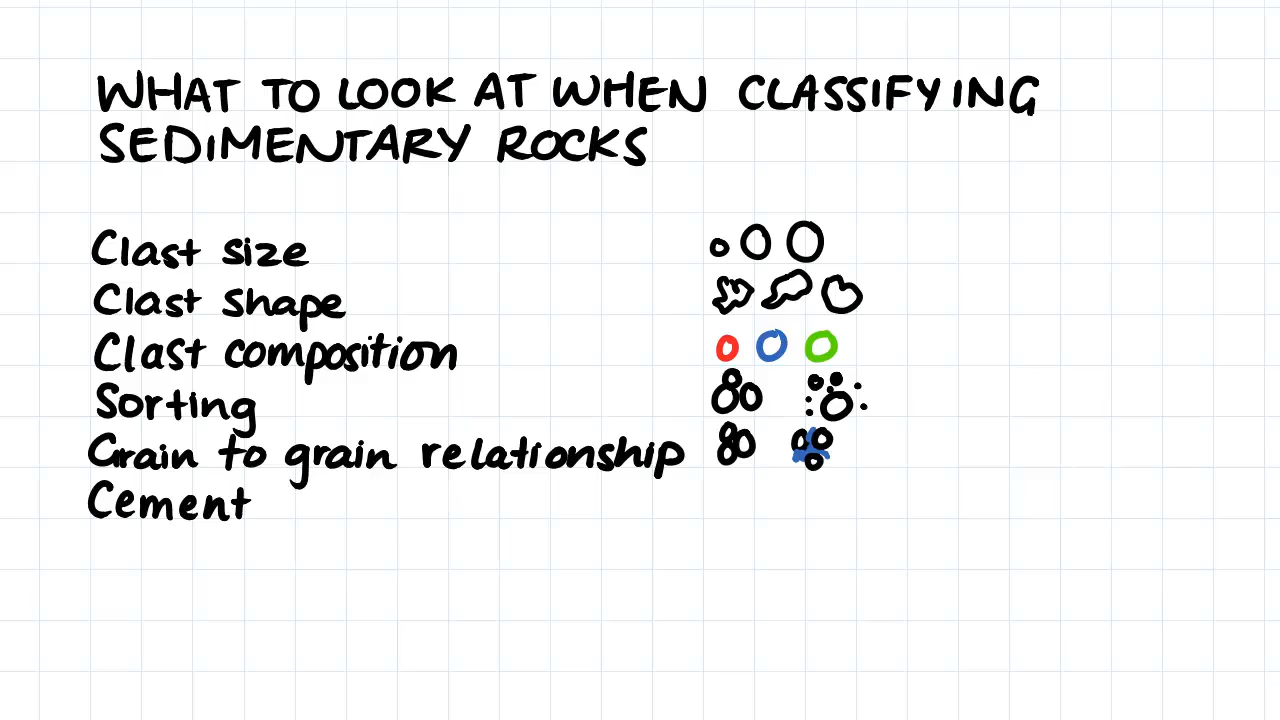 WHAT TO LOOK AT WHEN CLASSIFYING
SEDIMENTARY ROCKS
Clast size
Clast shape
Clast composition
Sorting
Grain to grain relationship
Cement